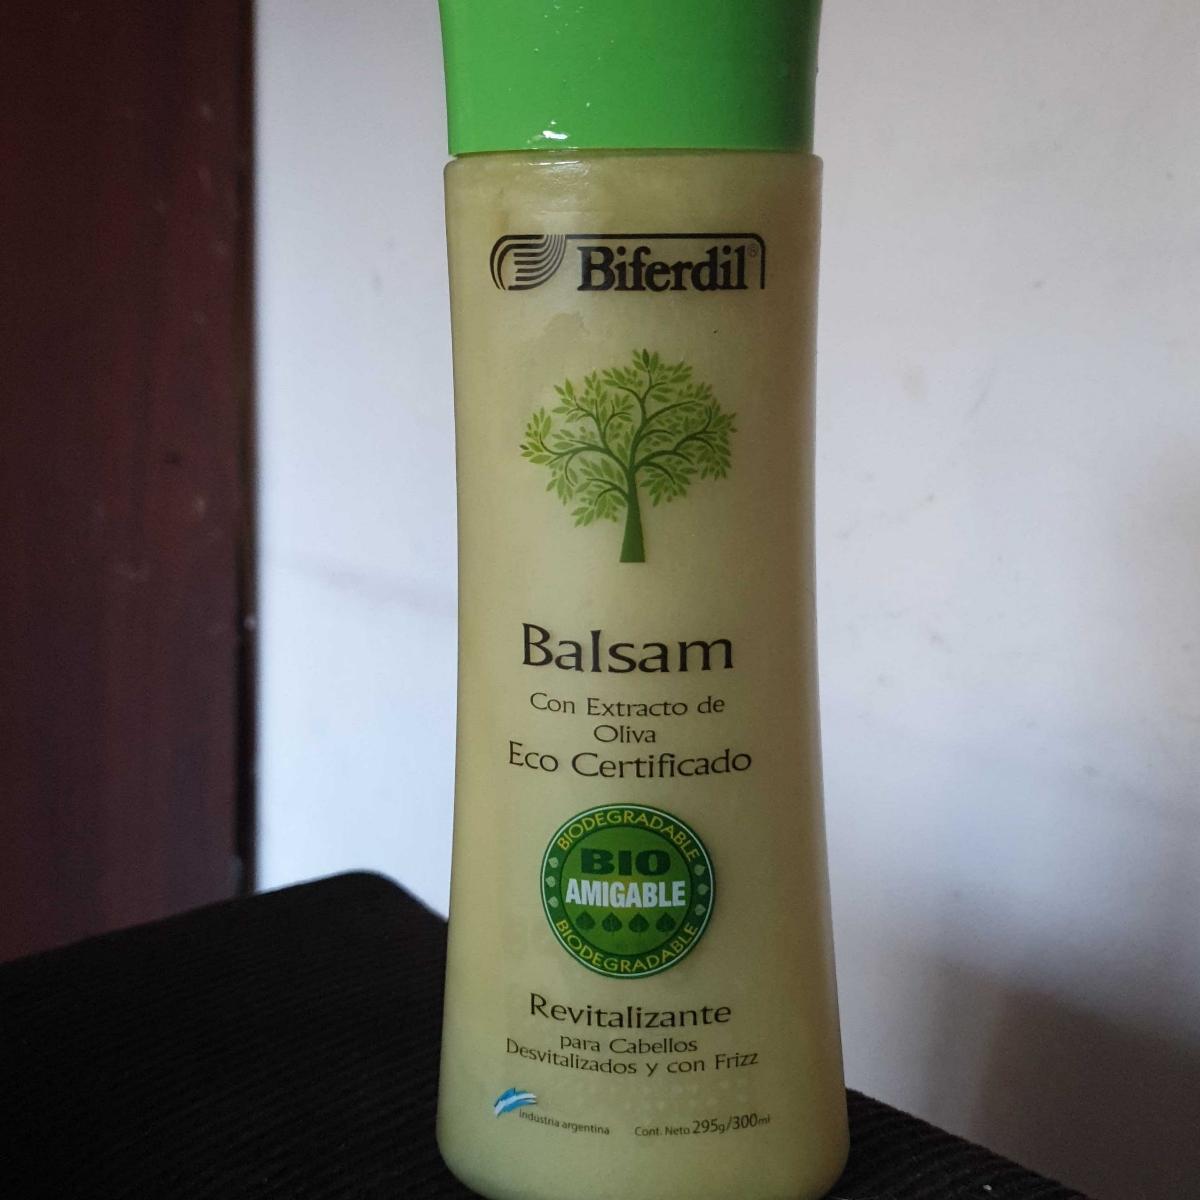 Biferdil®
Balsam
Con Extracto de
Oliva
Eco Certificado
BIODEGRADABLE
BIO
AMIGABLE
BIODEGRADABLE
Revitalizante
para Cabellos
Desvitalizados y con Frizz
Industria argentina Cont. Neto 295g/300ml